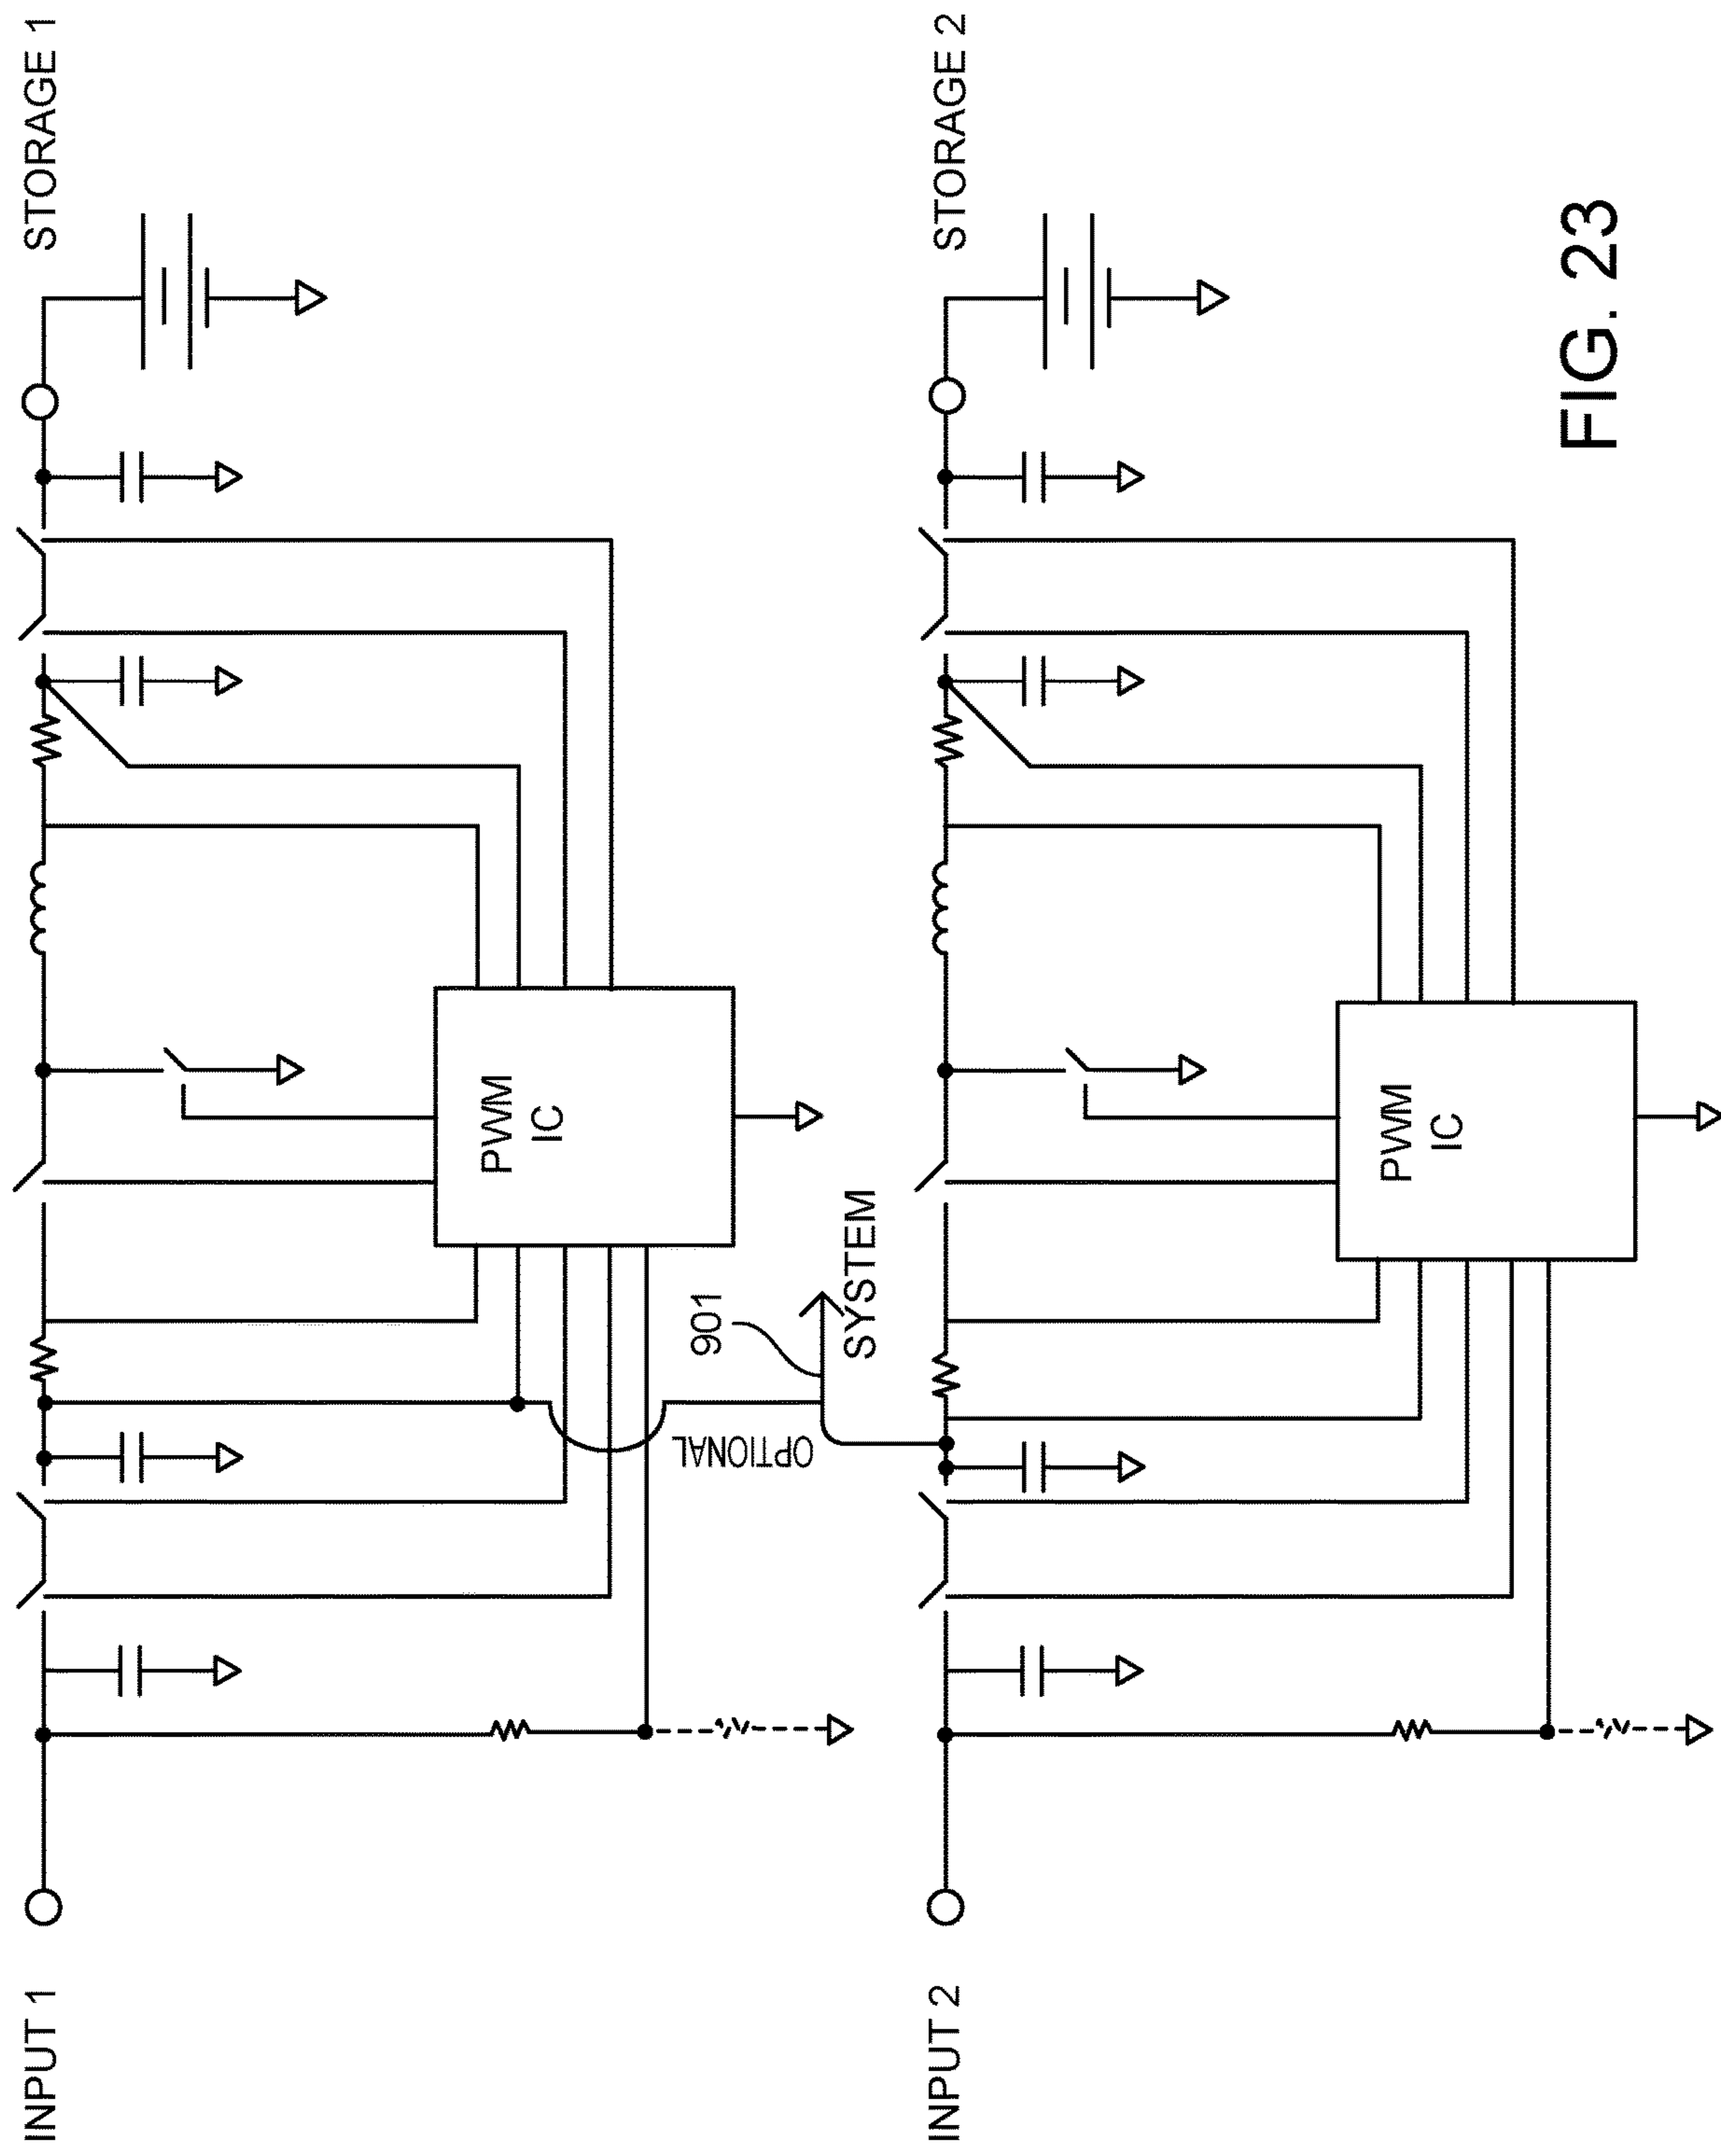 INPUT 1
STORAGE 1
PWM
IC
OPTIONAL
901
SYSTEM
INPUT 2
STORAGE 2
PWM
IC
FIG. 23